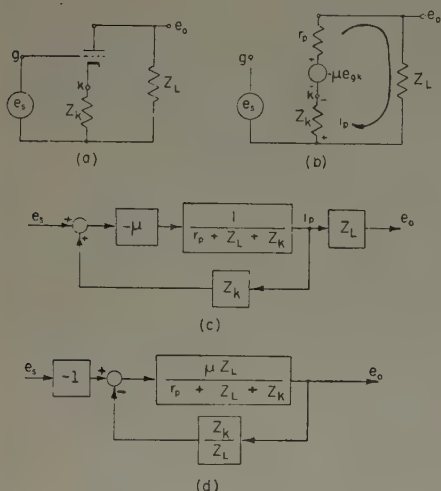 e_o
g
k
e_s
Z_k
Z_L
(a)
e_o
r_p
+
g
-μe_gk
k
-
-
e_s
Z_k
i_p
Z_L
+
(b)
e_s
+
+
-μ
1
r_p + Z_L + Z_k
i_p
Z_L
e_o
Z_k
(c)
e_s
-1
+
-
μ Z_L
r_p + Z_L + Z_k
e_o
Z_k
Z_L
(d)